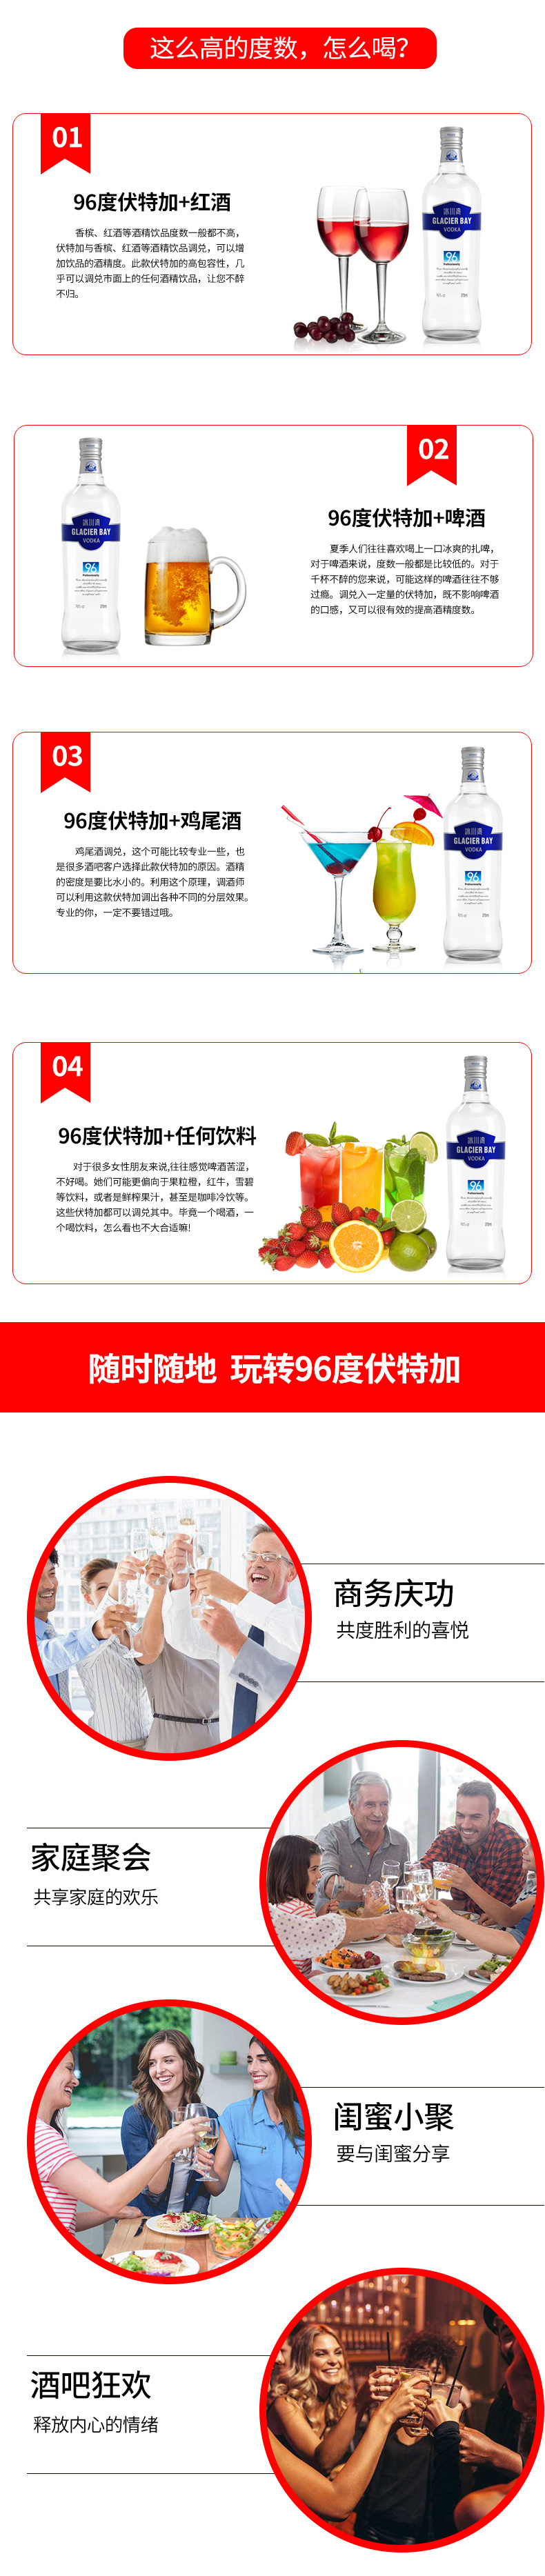 这么高的度数，怎么喝？
01
96度伏特加+红酒
香槟、红酒等酒精饮品度数一般都不高，
伏特加与香槟、红酒等酒精饮品调兑，可以增
加饮品的酒精度。此款伏特加的高包容性，几
乎可以调兑市面上的任何酒精饮品，让您不醉
不归。
冰川湾
GLACIER BAY
VODKA
96
02
96度伏特加+啤酒
夏季人们往往喜欢喝上一口冰爽的扎啤，
对于啤酒来说，度数一般都是比较低的。对于
千杯不醉的您来说，可能这样的啤酒往往不够
过瘾。调兑入一定量的伏特加，既不影响啤酒
的口感，又可以很有效的提高酒精度数。
冰川湾
GLACIER BAY
VODKA
96
03
96度伏特加+鸡尾酒
鸡尾酒调兑，这个可能比较专业一些，也
是很多酒吧客户选择此款伏特加的原因。酒精
的密度是要比水小的。利用这个原理，调酒师
可以利用这款伏特加调出各种不同的分层效果。
专业的你，一定不要错过哦。
冰川湾
GLACIER BAY
VODKA
96
04
96度伏特加+任何饮料
对于很多女性朋友来说,往往感觉啤酒苦涩，
不好喝。她们可能更偏向于果粒橙，红牛，雪碧
等饮料，或者是鲜榨果汁，甚至是咖啡冷饮等。
这些伏特加都可以调兑其中。毕竟一个喝酒，一
个喝饮料，怎么看也不大合适嘛!
冰川湾
GLACIER BAY
VODKA
96
随时随地 玩转96度伏特加
商务庆功
共度胜利的喜悦
家庭聚会
共享家庭的欢乐
闺蜜小聚
要与闺蜜分享
酒吧狂欢
释放内心的情绪